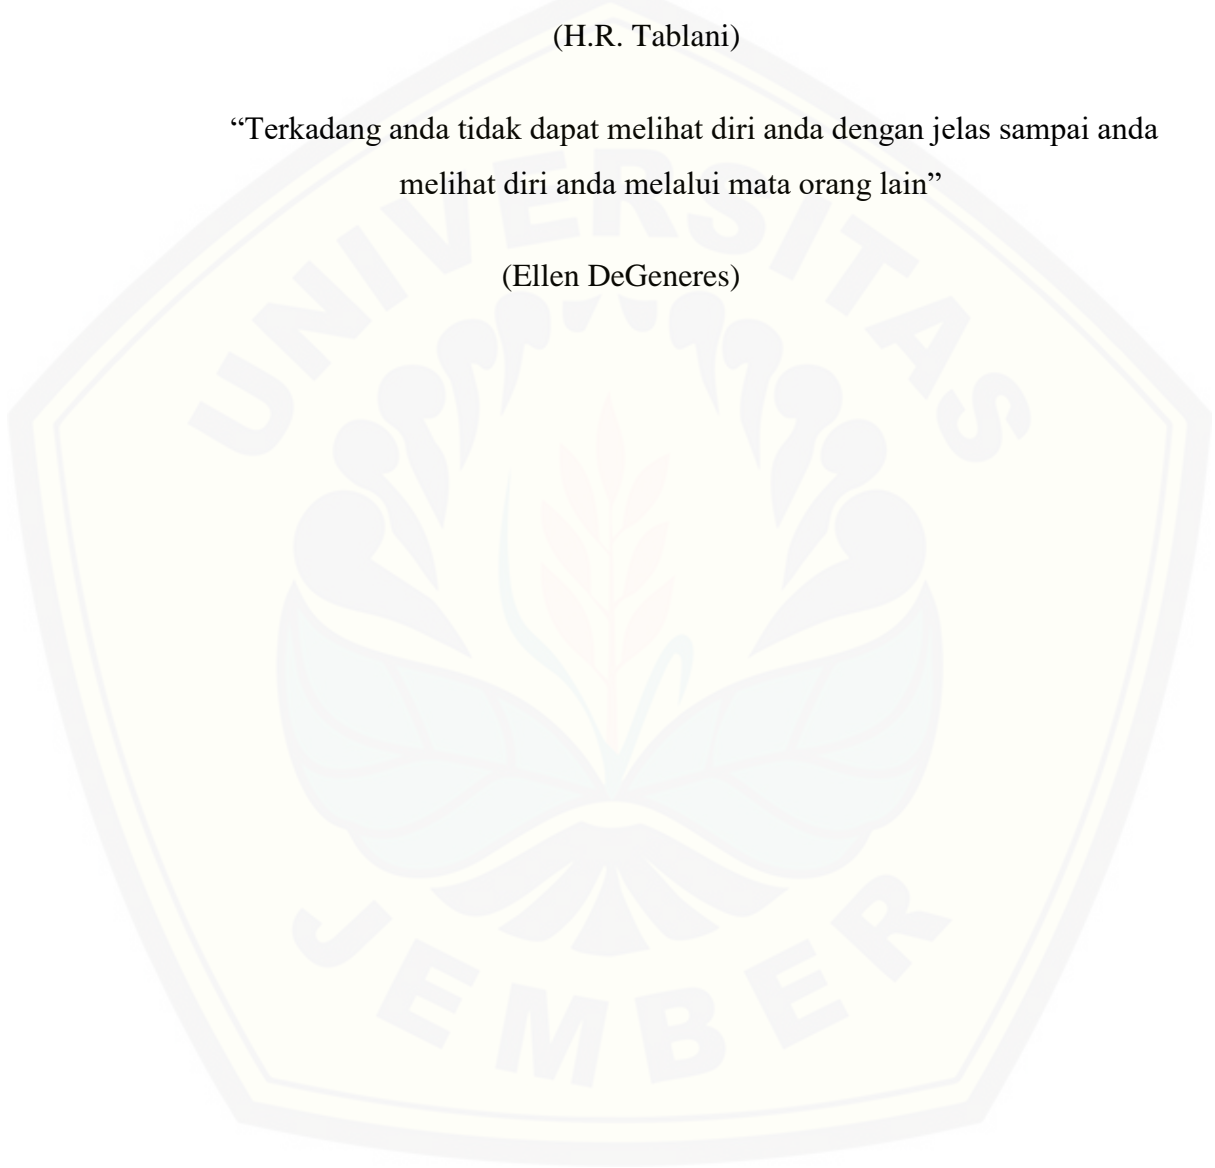 (H.R. Tablani)
“Terkadang anda tidak dapat melihat diri anda dengan jelas sampai anda
melihat diri anda melalui mata orang lain”
(Ellen DeGeneres)
UNIVERSITAS
JEMBER